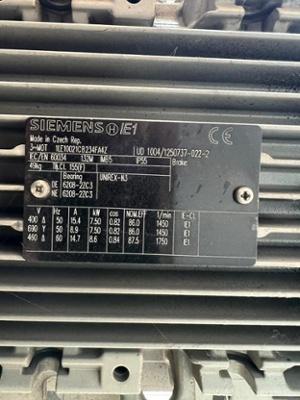 SIEMENS IE1
CE
Made in Czech Rep.
3~MOT 1LE10021CB234FA4Z UD 1004/1250737-022-2
IEC/EN 60034 132M IMB5 IP55 Brake
49kg Th.CL. 155(F)
Bearing UNIREX-N3
DE 6208-2ZC3
NE 6208-2ZC3
V Hz A kW cos NOM.EFF 1/min IE-CL
400 Δ 50 15.4 7.50 0.82 86.0 1450 IE1
690 Y 50 8.9 7.50 0.82 86.0 1450 IE1
460 Δ 60 14.7 8.6 0.84 87.5 1750 IE1